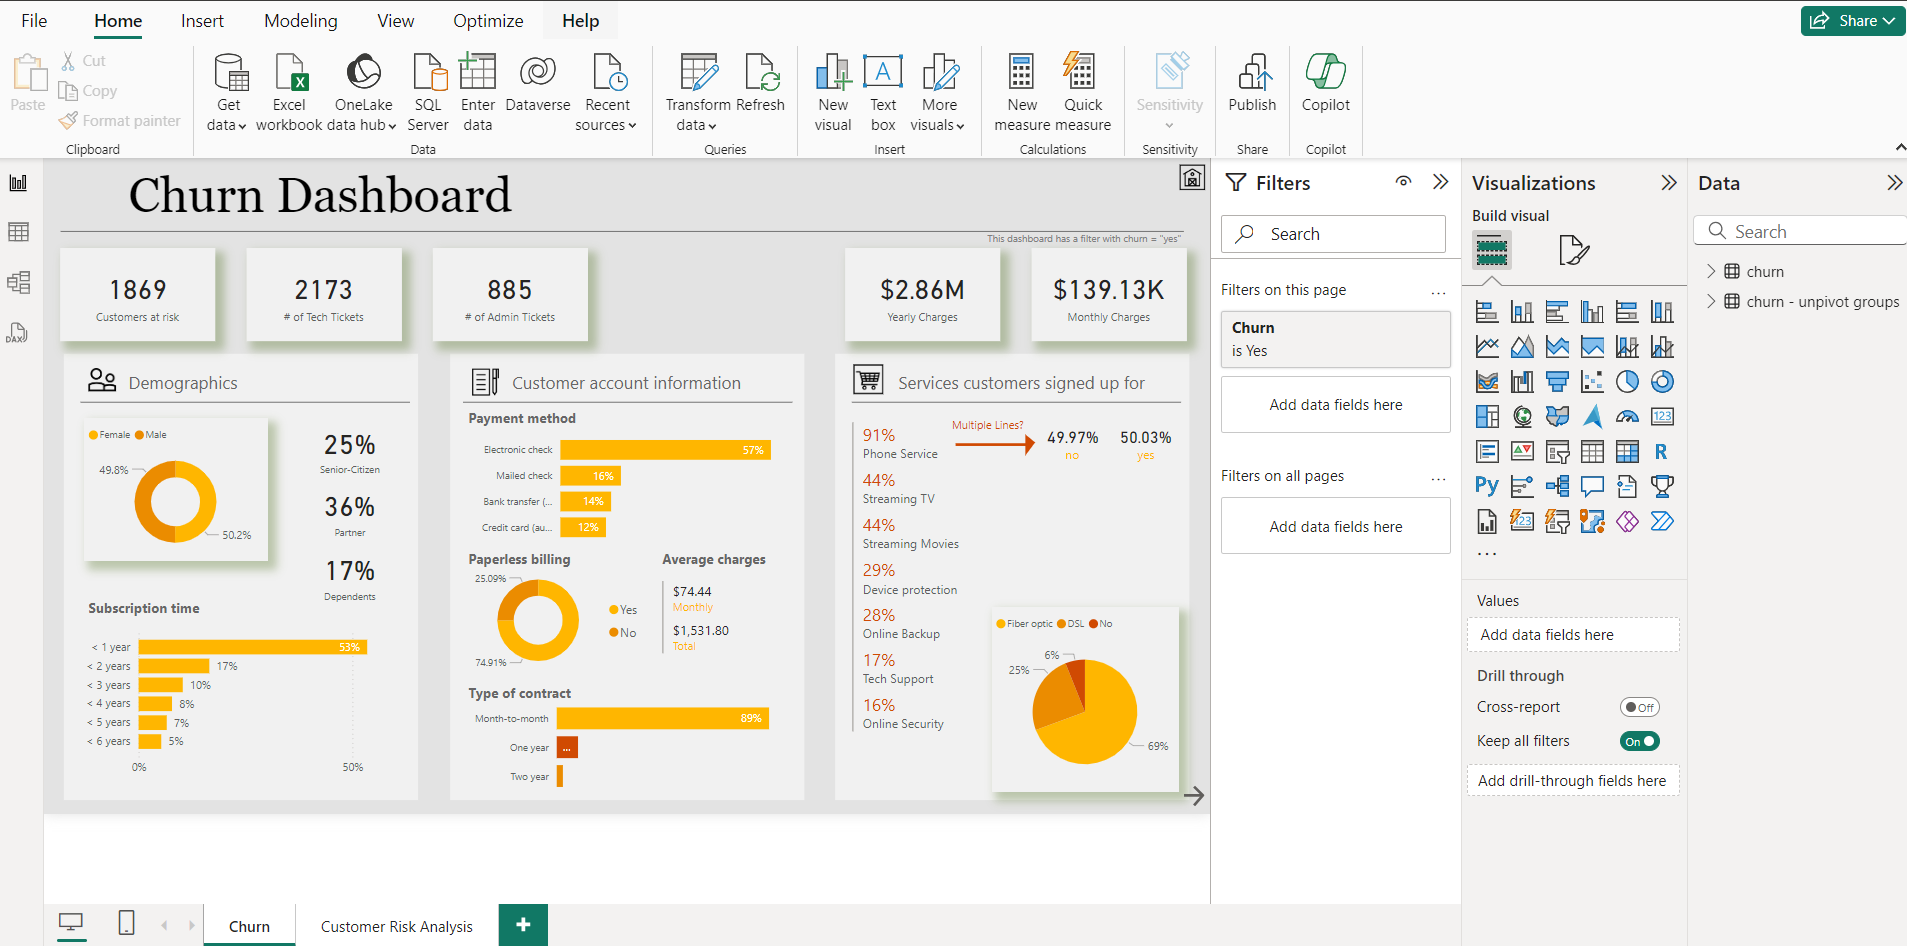 File
Home
Insert
Modeling
View
Optimize
Help
Share
Paste
Cut
Copy
Format painter
Clipboard
Get data
Excel workbook
OneLake data hub
SQL Server
Enter data
Dataverse
Recent sources
Data
Transform data
Refresh
Queries
New visual
Text box
More visuals
Insert
New measure
Quick measure
Calculations
Sensitivity
Sensitivity
Publish
Share
Copilot
Copilot
DAX
Churn Dashboard
This dashboard has a filter with churn = "yes"
1869
Customers at risk
2173
# of Tech Tickets
885
# of Admin Tickets
$2.86M
Yearly Charges
$139.13K
Monthly Charges
Demographics
Female Male
49.8%
50.2%
25%
Senior-Citizen
36%
Partner
17%
Dependents
Subscription time
< 1 year 53%
< 2 years 17%
< 3 years 10%
< 4 years 8%
< 5 years 7%
< 6 years 5%
0% 50%
Customer account information
Payment method
Electronic check 57%
Mailed check 16%
Bank transfer (... 14%
Credit card (au... 12%
Paperless billing
25.09%
74.91%
Yes
No
Average charges
$74.44
Monthly
$1,531.80
Total
Type of contract
Month-to-month 89%
One year ...
Two year
Services customers signed up for
91%
Phone Service
Multiple Lines?
49.97%
no
50.03%
yes
44%
Streaming TV
44%
Streaming Movies
29%
Device protection
28%
Online Backup
17%
Tech Support
16%
Online Security
Fiber optic DSL No
6%
25%
69%
Filters
Search
Filters on this page ...
Churn
is Yes
Add data fields here
Filters on all pages ...
Add data fields here
Visualizations
Build visual
123
R
Py
123
...
Values
Add data fields here
Drill through
Cross-report Off
Keep all filters On
Add drill-through fields here
Data
Search
churn
churn - unpivot groups
Churn
Customer Risk Analysis
+